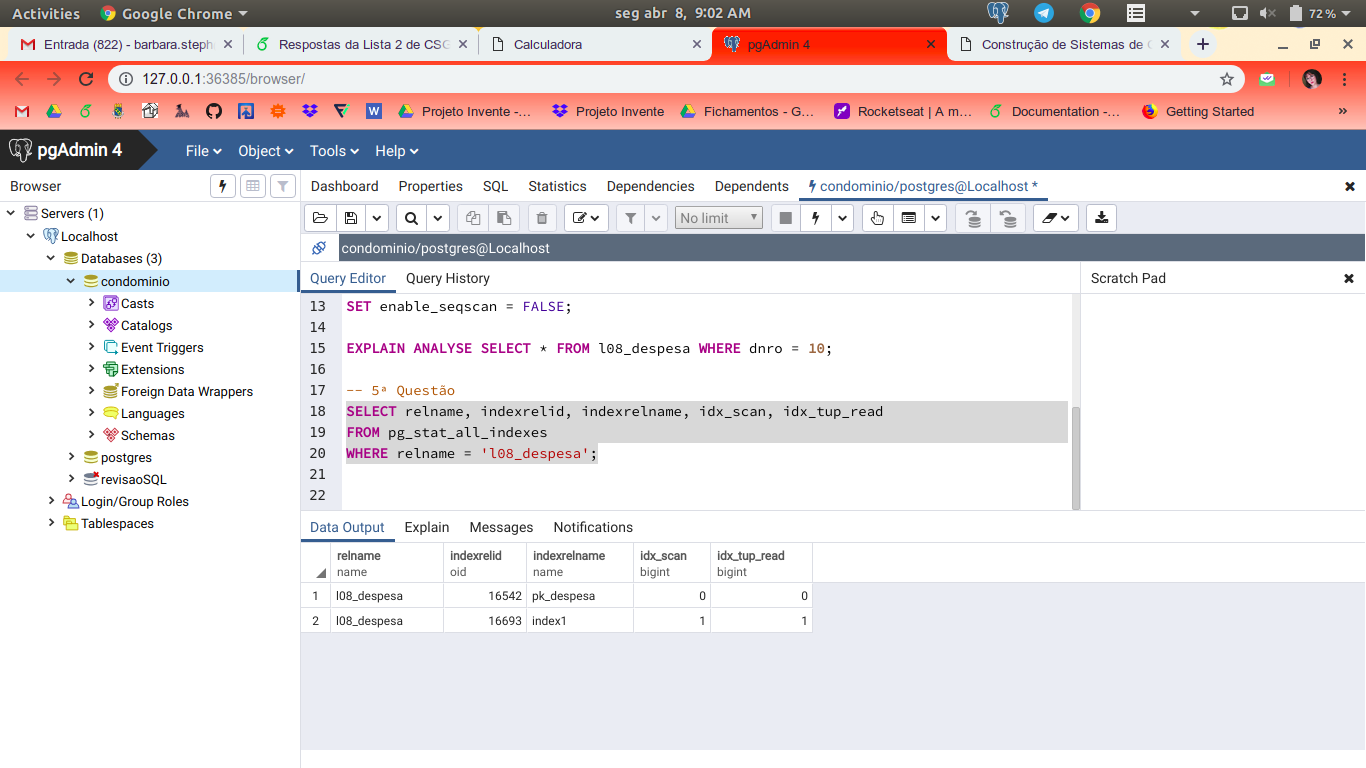 Activities Google Chrome seg abr 8, 9:02 AM 72%
Entrada (822) - barbara.steph Respostas da Lista 2 de CSG Calculadora pgAdmin 4 Construção de Sistemas de
127.0.0.1:36385/browser/
Projeto Invente -... Projeto Invente Fichamentos - G... Rocketseat | A m... Documentation -... Getting Started »
pgAdmin 4 File Object Tools Help
Browser
Dashboard Properties SQL Statistics Dependencies Dependents condominio/postgres@Localhost *
No limit
condominio/postgres@Localhost
Servers (1)
Localhost
Databases (3)
condominio
Casts
Catalogs
Event Triggers
Extensions
Foreign Data Wrappers
Languages
Schemas
postgres
revisaoSQL
Login/Group Roles
Tablespaces
Query Editor Query History
Scratch Pad
13 SET enable_seqscan = FALSE;
14
15 EXPLAIN ANALYSE SELECT * FROM l08_despesa WHERE dnro = 10;
16
17 -- 5ª Questão
18 SELECT relname, indexrelid, indexrelname, idx_scan, idx_tup_read
19 FROM pg_stat_all_indexes
20 WHERE relname = 'l08_despesa';
21
22
Data Output Explain Messages Notifications
relname indexrelid indexrelname idx_scan idx_tup_read
name oid name bigint bigint
1 l08_despesa 16542 pk_despesa 0 0
2 l08_despesa 16693 index1 1 1